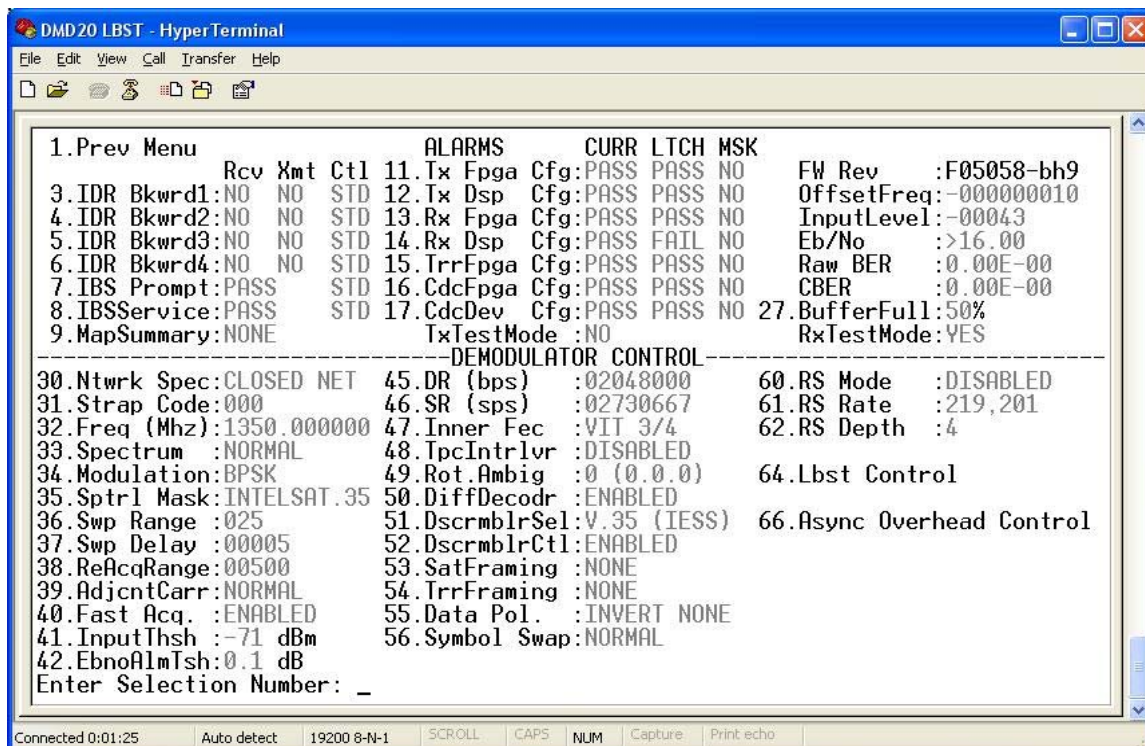 DMD20 LBST - HyperTerminal
File Edit View Call Transfer Help
1.Prev Menu ALARMS CURR LTCH MSK
Rcv Xmt Ctl 11.Tx Fpga Cfg:PASS PASS NO FW Rev :F05058-bh9
3.IDR Bkwrd1:NO NO STD 12.Tx Dsp Cfg:PASS PASS NO OffsetFreq:-000000010
4.IDR Bkwrd2:NO NO STD 13.Rx Fpga Cfg:PASS PASS NO InputLevel:-00043
5.IDR Bkwrd3:NO NO STD 14.Rx Dsp Cfg:PASS FAIL NO Eb/No :>16.00
6.IDR Bkwrd4:NO NO STD 15.TrrFpga Cfg:PASS PASS NO Raw BER :0.00E-00
7.IBS Prompt:PASS STD 16.CdcFpga Cfg:PASS PASS NO CBER :0.00E-00
8.IBSService:PASS STD 17.CdcDev Cfg:PASS PASS NO 27.BufferFull:50%
9.MapSummary:NONE TxTestMode :NO RxTestMode:YES
----------------------------------------DEMODULATOR CONTROL---------------------------------------
30.Ntwrk Spec:CLOSED NET 45.DR (bps) :02048000 60.RS Mode :DISABLED
31.Strap Code:000 46.SR (sps) :02730667 61.RS Rate :219,201
32.Freq (Mhz):1350.000000 47.Inner Fec :VIT 3/4 62.RS Depth :4
33.Spectrum :NORMAL 48.TpcIntrlvr :DISABLED
34.Modulation:BPSK 49.Rot.Ambig :0 (0.0.0) 64.Lbst Control
35.Sptrl Mask:INTELSAT.35 50.DiffDecodr :ENABLED
36.Swp Range :025 51.DscrmblrSel:V.35 (IESS) 66.Async Overhead Control
37.Swp Delay :00005 52.DscrmblrCtl:ENABLED
38.ReAcqRange:00500 53.SatFraming :NONE
39.AdjcntCarr:NORMAL 54.TrrFraming :NONE
40.Fast Acq. :ENABLED 55.Data Pol. :INVERT NONE
41.InputThsh :-71 dBm 56.Symbol Swap:NORMAL
42.EbnoAlmTsh:0.1 dB
Enter Selection Number: _
Connected 0:01:25 Auto detect 19200 8-N-1 SCROLL CAPS NUM Capture Print echo